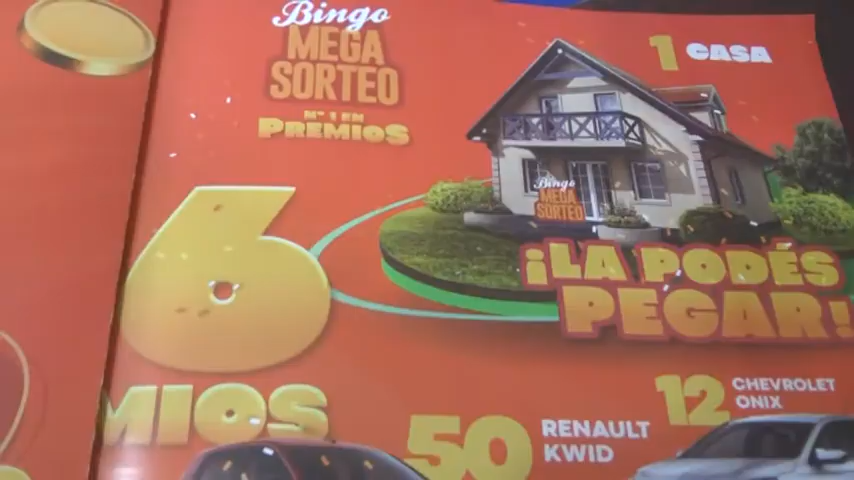 Bingo
MEGA
SORTEO
N° 1 EN
PREMIOS
1 CASA
Bingo
MEGA
SORTEO
¡LA PODÉS
PEGAR!
6
MIOS
50 RENAULT
KWID
12 CHEVROLET
ONIX